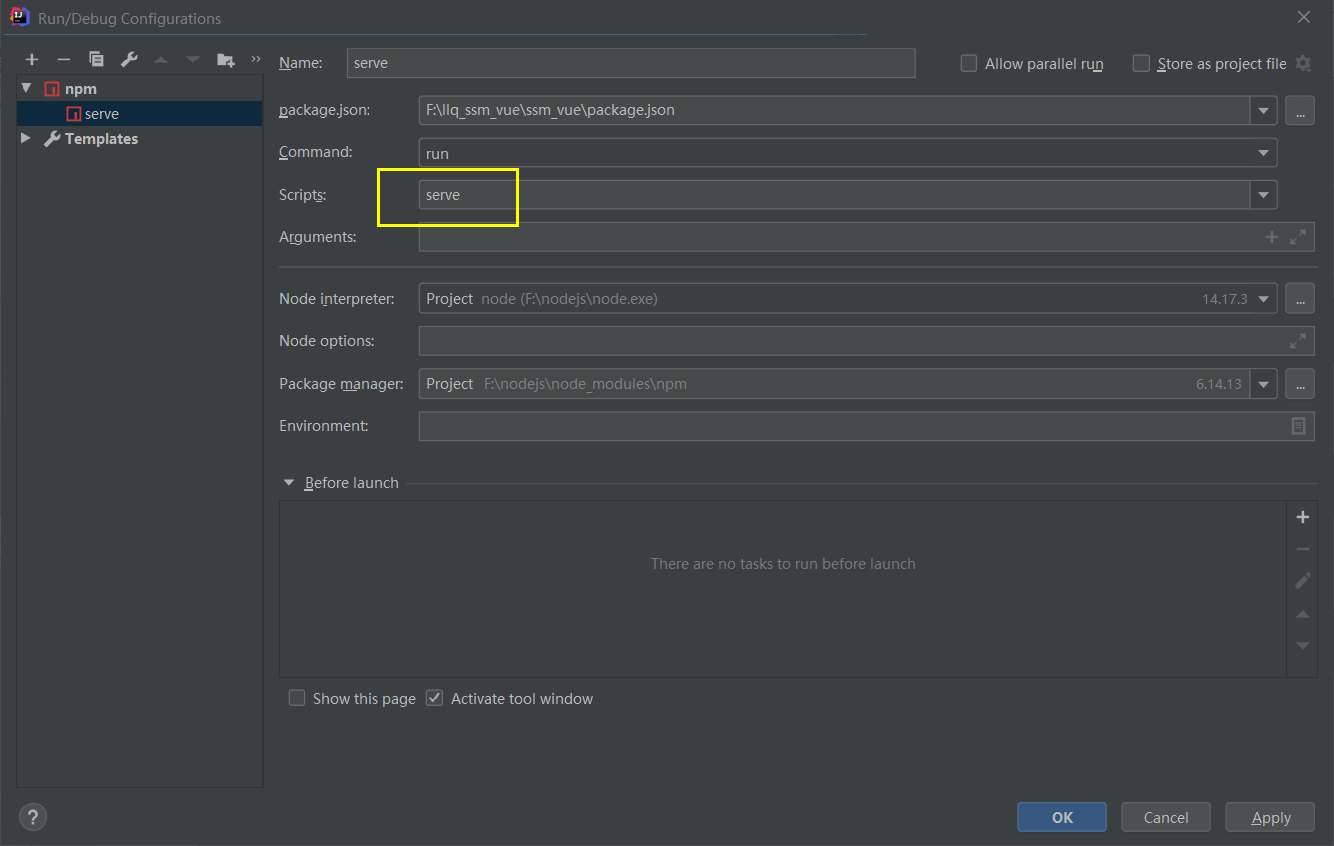 Run/Debug Configurations
Name: serve Allow parallel run Store as project file
npm
serve
Templates
package.json: F:\llq_ssm_vue\ssm_vue\package.json ...
Command: run
Scripts: serve
Arguments:
Node interpreter: Project node (F:\nodejs\node.exe) 14.17.3 ...
Node options:
Package manager: Project F:\nodejs\node_modules\npm 6.14.13 ...
Environment:
Before launch
There are no tasks to run before launch
Show this page Activate tool window
? OK Cancel Apply